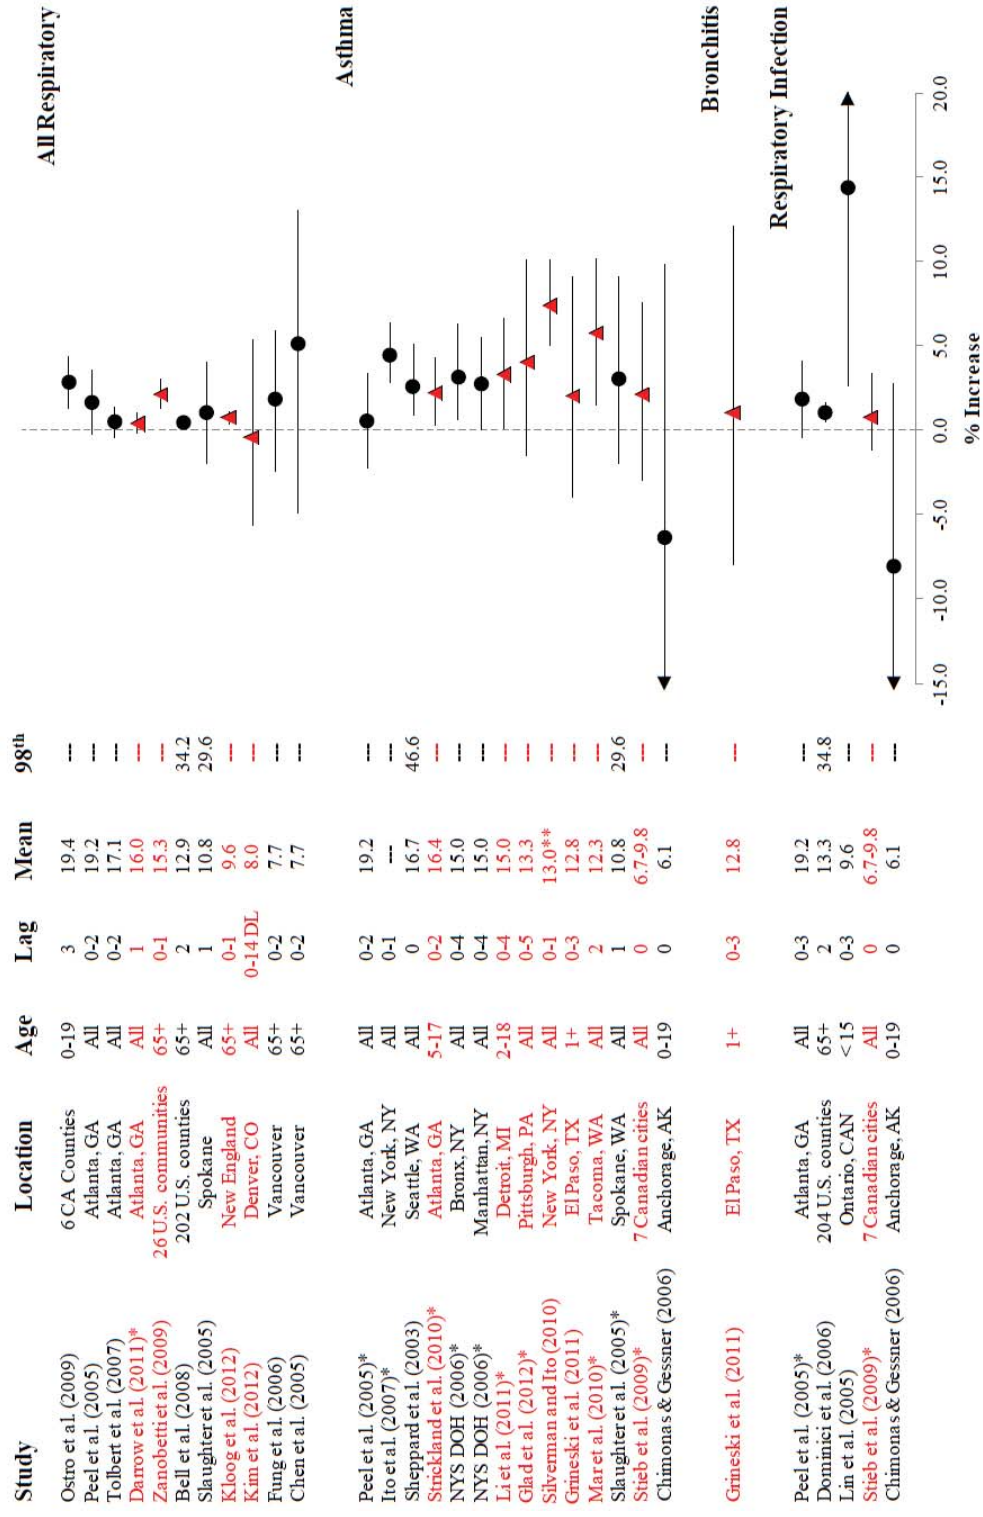 Study Location Age Lag Mean 98th
All Respiratory
Ostro et al. (2009) 6 CA Counties 0-19 3 19.4 ---
Peel et al. (2005) Atlanta, GA All 0-2 19.2 ---
Tolbert et al. (2007) Atlanta, GA All 0-2 17.1 ---
Darrow et al. (2011)* Atlanta, GA All 1 16.0 ---
Zanobetti et al. (2009) 26 U.S. communities 65+ 0-1 15.3 ---
Bell et al. (2008) 202 U.S. counties 65+ 2 12.9 34.2
Slaughter et al. (2005) Spokane All 1 10.8 29.6
Kloog et al. (2012) New England 65+ 0-1 9.6 ---
Kim et al. (2012) Denver, CO All 0-14 DL 8.0 ---
Fung et al. (2006) Vancouver 65+ 0-2 7.7 ---
Chen et al. (2005) Vancouver 65+ 0-2 7.7 ---
Asthma
Peel et al. (2005)* Atlanta, GA All 0-2 19.2 ---
Ito et al. (2007)* New York, NY All 0-1 --- ---
Sheppard et al. (2003) Seattle, WA All 0 16.7 46.6
Strickland et al. (2010)* Atlanta, GA 5-17 0-2 16.4 ---
NYS DOH (2006)* Bronx, NY All 0-4 15.0 ---
NYS DOH (2006)* Manhattan, NY All 0-4 15.0 ---
Li et al. (2011)* Detroit, MI 2-18 0-4 15.0 ---
Glad et al. (2012)* Pittsburgh, PA All 0-5 13.3 ---
Silverman and Ito (2010) New York, NY All 0-1 13.0** ---
Grineski et al. (2011) El Paso, TX 1+ 0-3 12.8 ---
Mar et al. (2010)* Tacoma, WA All 2 12.3 ---
Slaughter et al. (2005)* Spokane, WA All 1 10.8 29.6
Stieb et al. (2009)* 7 Canadian cities All 0 6.7-9.8 ---
Chimonas & Gessner (2006) Anchorage, AK 0-19 0 6.1 ---
Bronchitis
Grineski et al. (2011) El Paso, TX 1+ 0-3 12.8 ---
Respiratory Infection
Peel et al. (2005)* Atlanta, GA All 0-3 19.2 ---
Dominici et al. (2006) 204 U.S. counties 65+ 2 13.3 34.8
Lin et al. (2005) Ontario, CAN <15 0-3 9.6 ---
Stieb et al. (2009)* 7 Canadian cities All 0 6.7-9.8 ---
Chimonas & Gessner (2006) Anchorage, AK 0-19 0 6.1 ---
-15.0 -10.0 -5.0 0.0 5.0 10.0 15.0 20.0
% Increase